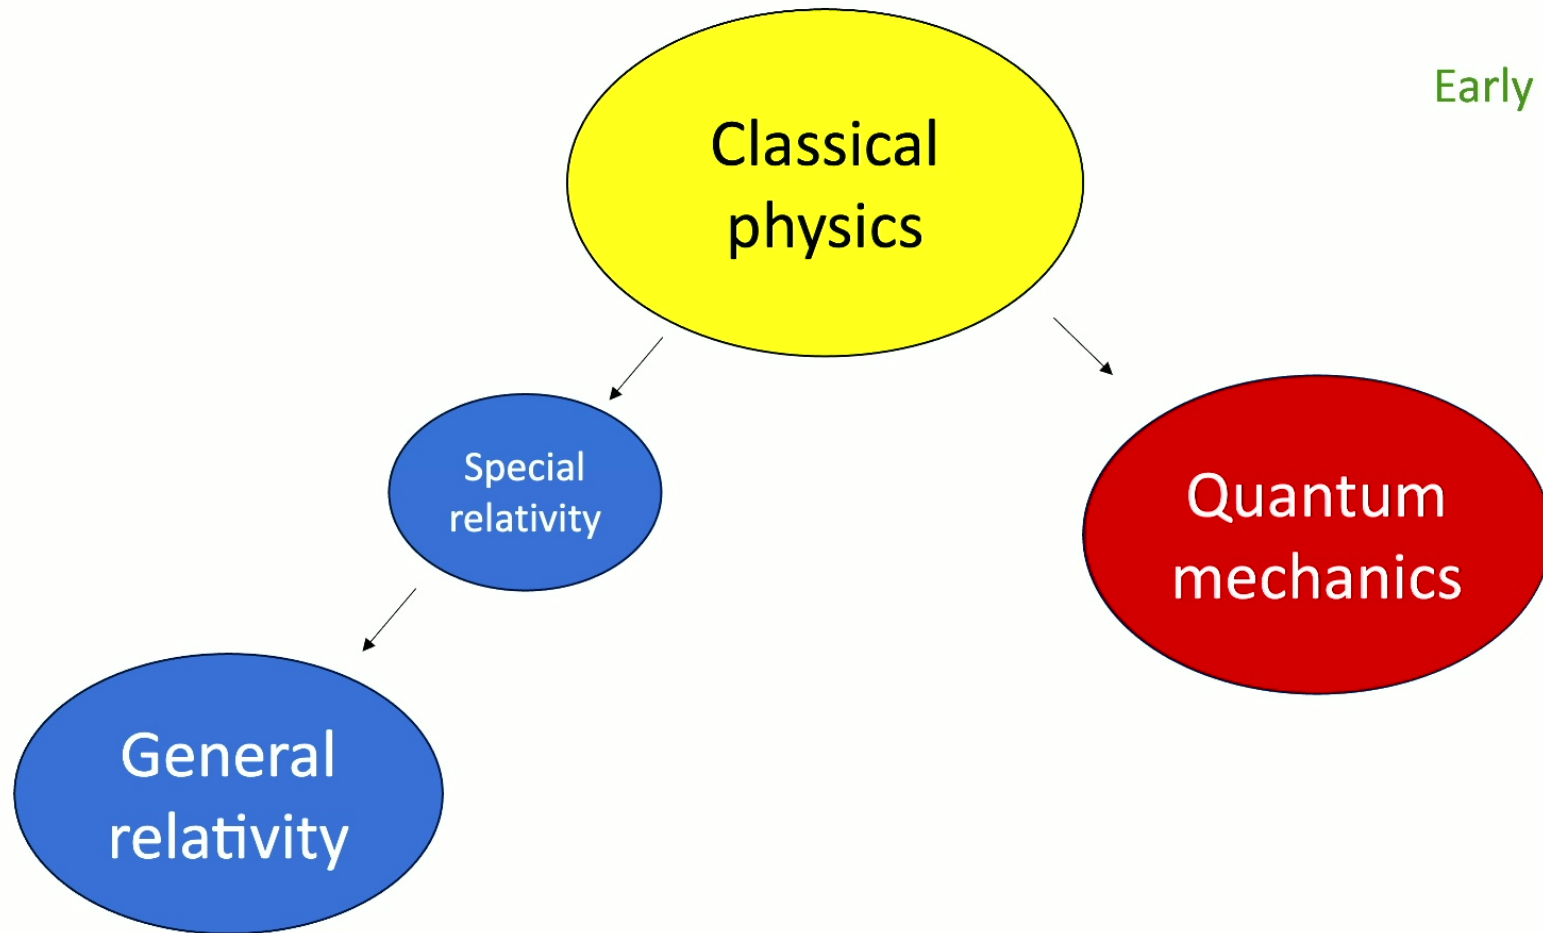 Early
Classical
physics
Special
relativity
Quantum
mechanics
General
relativity